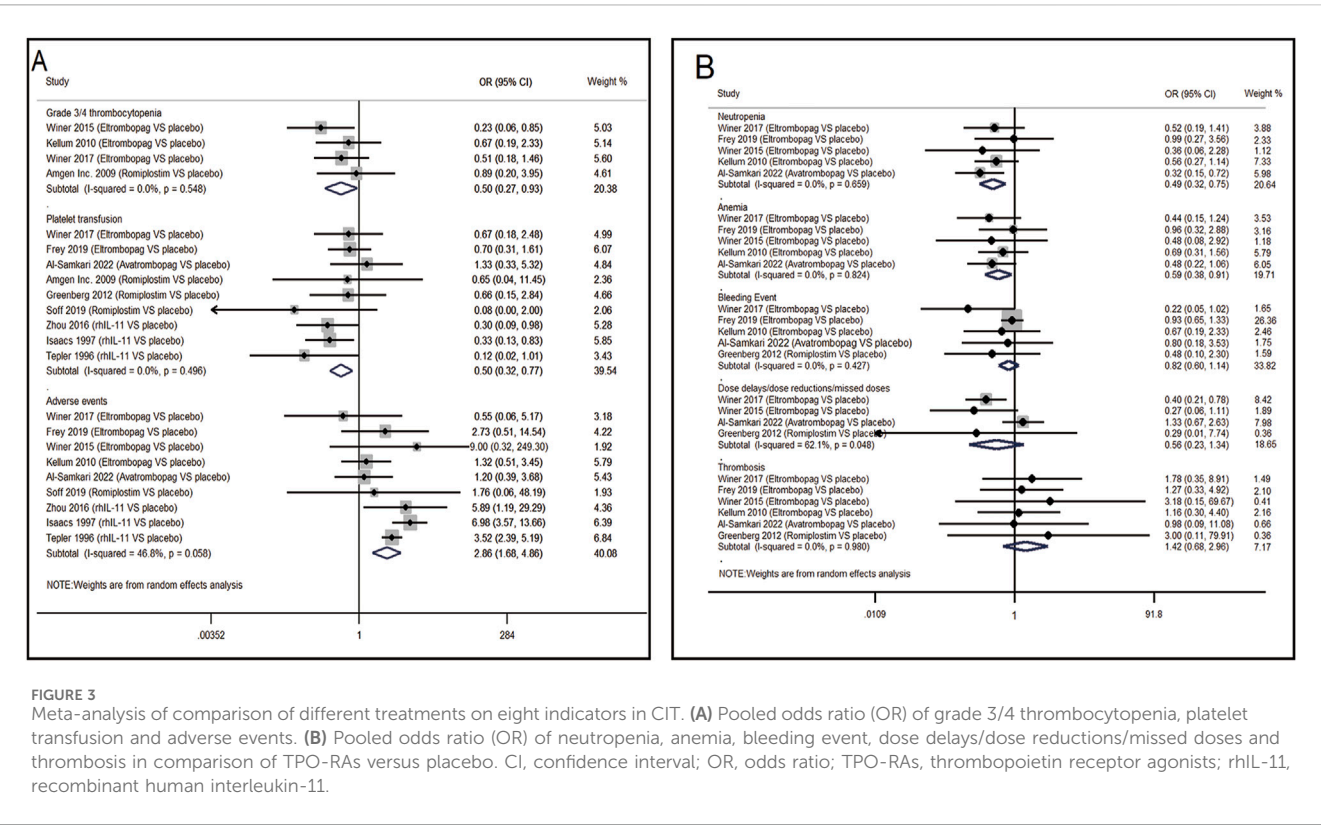 A
Study OR (95% CI) Weight %
Grade 3/4 thrombocytopenia
Winer 2015 (Eltrombopag VS placebo) 0.23 (0.06, 0.85) 5.03
Kellum 2010 (Eltrombopag VS placebo) 0.67 (0.19, 2.33) 5.14
Winer 2017 (Eltrombopag VS placebo) 0.51 (0.18, 1.46) 5.60
Amgen Inc. 2009 (Romiplostim VS placebo) 0.89 (0.20, 3.95) 4.61
Subtotal (I-squared = 0.0%, p = 0.548) 0.50 (0.27, 0.93) 20.38
.
Platelet transfusion
Winer 2017 (Eltrombopag VS placebo) 0.67 (0.18, 2.48) 4.99
Frey 2019 (Eltrombopag VS placebo) 0.70 (0.31, 1.61) 6.07
Al-Samkari 2022 (Avatrombopag VS placebo) 1.33 (0.33, 5.32) 4.84
Amgen Inc. 2009 (Romiplostim VS placebo) 0.65 (0.04, 11.45) 2.36
Greenberg 2012 (Romiplostim VS placebo) 0.66 (0.15, 2.84) 4.66
Soff 2019 (Romiplostim VS placebo) 0.08 (0.00, 2.00) 2.06
Zhou 2016 (rhIL-11 VS placebo) 0.30 (0.09, 0.98) 5.28
Isaacs 1997 (rhIL-11 VS placebo) 0.33 (0.13, 0.83) 5.85
Tepler 1996 (rhIL-11 VS placebo) 0.12 (0.02, 1.01) 3.43
Subtotal (I-squared = 0.0%, p = 0.496) 0.50 (0.32, 0.77) 39.54
.
Adverse events
Winer 2017 (Eltrombopag VS placebo) 0.55 (0.06, 5.17) 3.18
Frey 2019 (Eltrombopag VS placebo) 2.73 (0.51, 14.54) 4.22
Winer 2015 (Eltrombopag VS placebo) 9.00 (0.32, 249.30) 1.92
Kellum 2010 (Eltrombopag VS placebo) 1.32 (0.51, 3.45) 5.79
Al-Samkari 2022 (Avatrombopag VS placebo) 1.20 (0.39, 3.68) 5.43
Soff 2019 (Romiplostim VS placebo) 1.76 (0.06, 48.19) 1.93
Zhou 2016 (rhIL-11 VS placebo) 5.89 (1.19, 29.29) 4.36
Isaacs 1997 (rhIL-11 VS placebo) 6.98 (3.57, 13.66) 6.39
Tepler 1996 (rhIL-11 VS placebo) 3.52 (2.39, 5.19) 6.84
Subtotal (I-squared = 46.8%, p = 0.058) 2.86 (1.68, 4.86) 40.08
NOTE:Weights are from random effects analysis
.00352 1 284
B
Study OR (95% CI) Weight %
Neutropenia
Winer 2017 (Eltrombopag VS placebo) 0.52 (0.19, 1.41) 3.88
Frey 2019 (Eltrombopag VS placebo) 0.99 (0.27, 3.56) 2.33
Winer 2015 (Eltrombopag VS placebo) 0.38 (0.06, 2.28) 1.12
Kellum 2010 (Eltrombopag VS placebo) 0.56 (0.27, 1.14) 7.33
Al-Samkari 2022 (Avatrombopag VS placebo) 0.32 (0.15, 0.72) 5.98
Subtotal (I-squared = 0.0%, p = 0.659) 0.49 (0.32, 0.75) 20.64
.
Anemia
Winer 2017 (Eltrombopag VS placebo) 0.44 (0.15, 1.24) 3.53
Frey 2019 (Eltrombopag VS placebo) 0.96 (0.32, 2.88) 3.16
Winer 2015 (Eltrombopag VS placebo) 0.48 (0.08, 2.92) 1.18
Kellum 2010 (Eltrombopag VS placebo) 0.69 (0.31, 1.56) 5.79
Al-Samkari 2022 (Avatrombopag VS placebo) 0.48 (0.22, 1.06) 6.05
Subtotal (I-squared = 0.0%, p = 0.824) 0.59 (0.38, 0.91) 19.71
.
Bleeding Event
Winer 2017 (Eltrombopag VS placebo) 0.22 (0.05, 1.02) 1.65
Frey 2019 (Eltrombopag VS placebo) 0.93 (0.65, 1.33) 26.36
Kellum 2010 (Eltrombopag VS placebo) 0.67 (0.19, 2.33) 2.46
Al-Samkari 2022 (Avatrombopag VS placebo) 0.80 (0.18, 3.53) 1.75
Greenberg 2012 (Romiplostim VS placebo) 0.48 (0.10, 2.30) 1.59
Subtotal (I-squared = 0.0%, p = 0.427) 0.82 (0.60, 1.14) 33.82
.
Dose delays/dose reductions/missed doses
Winer 2017 (Eltrombopag VS placebo) 0.40 (0.21, 0.78) 8.42
Winer 2015 (Eltrombopag VS placebo) 0.27 (0.06, 1.11) 1.89
Al-Samkari 2022 (Avatrombopag VS placebo) 1.33 (0.67, 2.63) 7.98
Greenberg 2012 (Romiplostim VS placebo) 0.29 (0.01, 7.74) 0.36
Subtotal (I-squared = 62.1%, p = 0.048) 0.56 (0.23, 1.34) 18.65
.
Thrombosis
Winer 2017 (Eltrombopag VS placebo) 1.78 (0.35, 8.91) 1.49
Frey 2019 (Eltrombopag VS placebo) 1.27 (0.33, 4.92) 2.10
Winer 2015 (Eltrombopag VS placebo) 3.18 (0.15, 69.67) 0.41
Kellum 2010 (Eltrombopag VS placebo) 1.16 (0.30, 4.40) 2.16
Al-Samkari 2022 (Avatrombopag VS placebo) 0.98 (0.09, 11.08) 0.66
Greenberg 2012 (Romiplostim VS placebo) 3.00 (0.11, 79.91) 0.36
Subtotal (I-squared = 0.0%, p = 0.980) 1.42 (0.68, 2.96) 7.17
.
NOTE:Weights are from random effects analysis
.0109 1 91.8
FIGURE 3
Meta-analysis of comparison of different treatments on eight indicators in CIT. (A) Pooled odds ratio (OR) of grade 3/4 thrombocytopenia, platelet
transfusion and adverse events. (B) Pooled odds ratio (OR) of neutropenia, anemia, bleeding event, dose delays/dose reductions/missed doses and
thrombosis in comparison of TPO-RAs versus placebo. CI, confidence interval; OR, odds ratio; TPO-RAs, thrombopoietin receptor agonists; rhIL-11,
recombinant human interleukin-11.